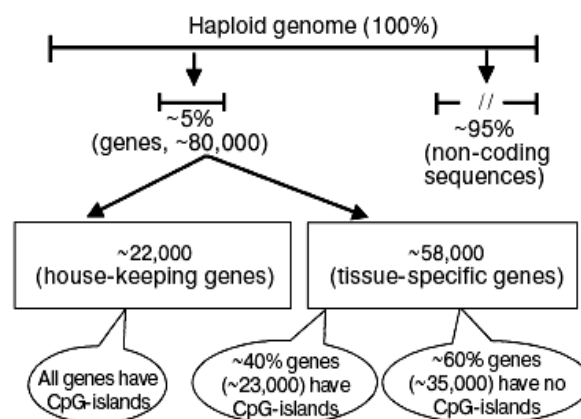 Haploid genome (100%)
//
~5%
(genes, ~80,000)
~95%
(non-coding
sequences)
~22,000
(house-keeping genes)
~58,000
(tissue-specific genes)
All genes have
CpG-islands
~40% genes
(~23,000) have
CpG-islands
~60% genes
(~35,000) have no
CpG-islands